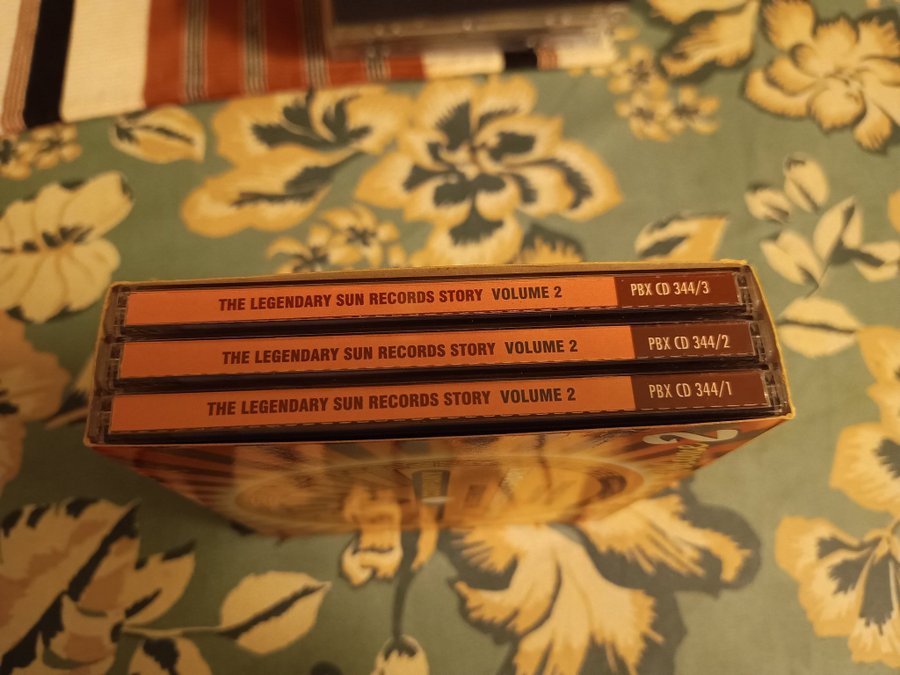 THE LEGENDARY SUN RECORDS STORY VOLUME 2 PBX CD 344/3
THE LEGENDARY SUN RECORDS STORY VOLUME 2 PBX CD 344/2
THE LEGENDARY SUN RECORDS STORY VOLUME 2 PBX CD 344/1
2